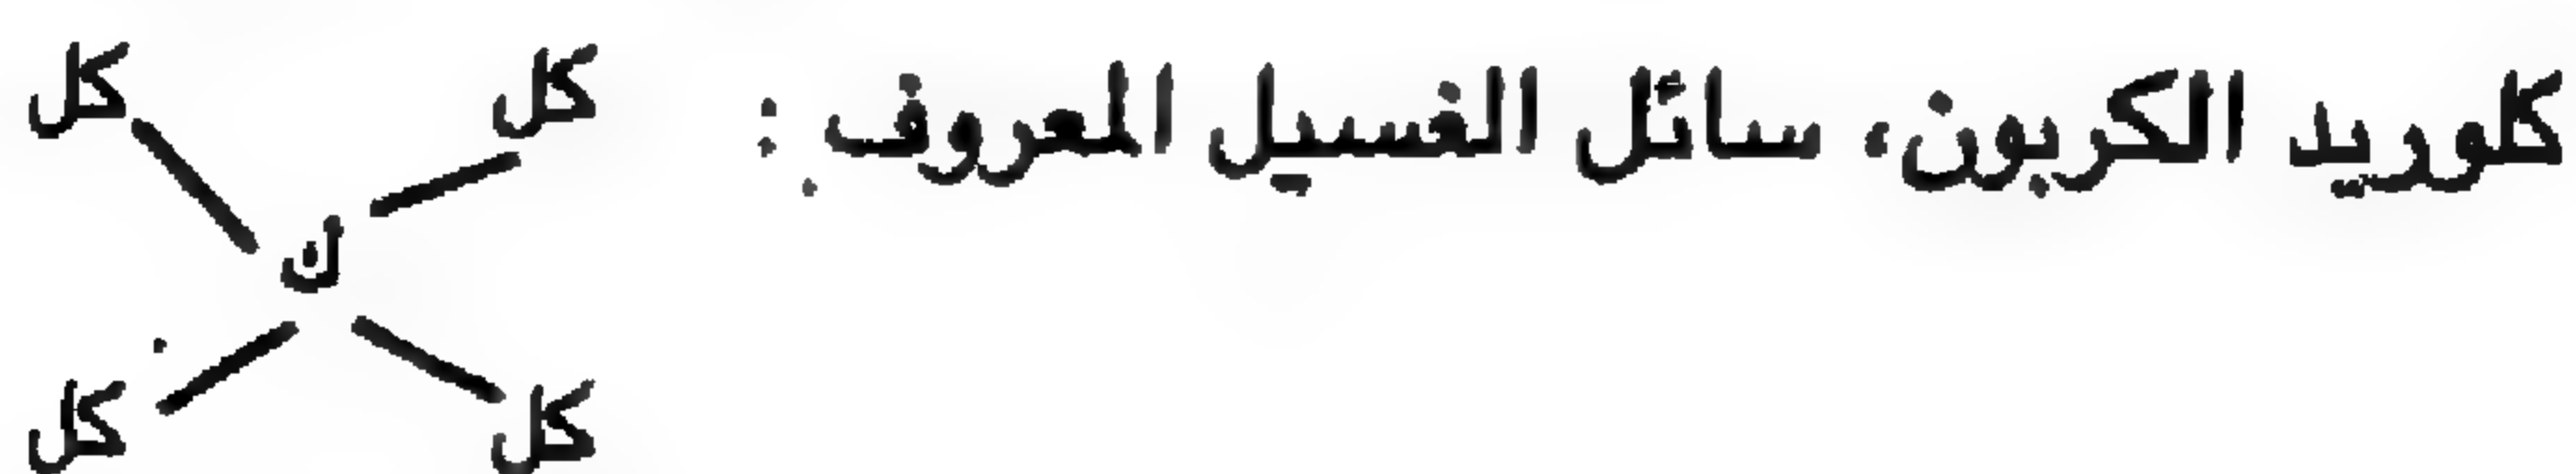 كلوريد الكربون، سائل الغسيل المعروف :
كل كل
ك
كل كل